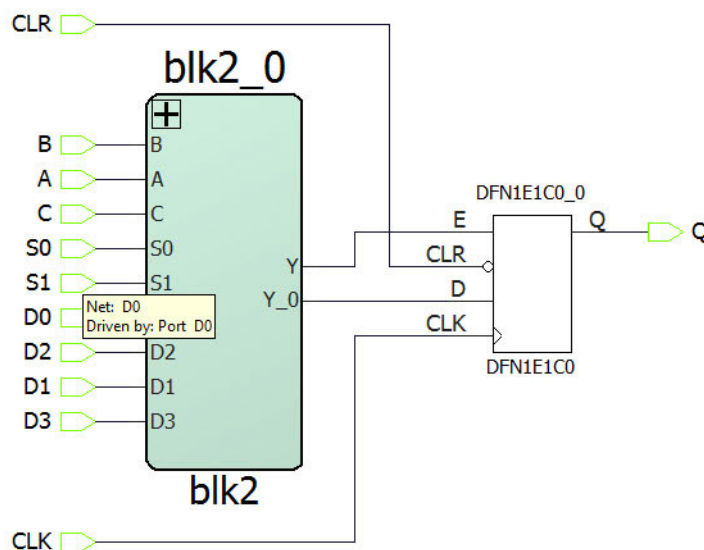 CLR
blk2_0
B
B
A
A
C
C
S0
S0
S1
S1
D0
Net: D0
Driven by: Port D0
D2
D2
D1
D1
D3
D3
Y
Y_0
blk2
CLK
DFN1E1C0_0
E
CLR
D
CLK
Q
Q
DFN1E1C0